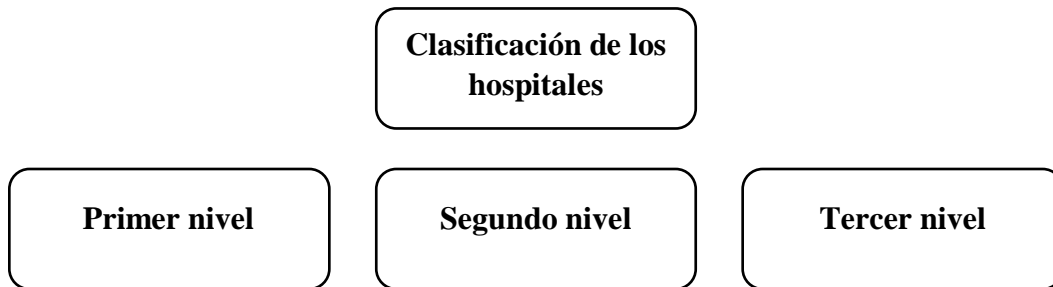 Clasificación de los
hospitales
Primer nivel
Segundo nivel
Tercer nivel